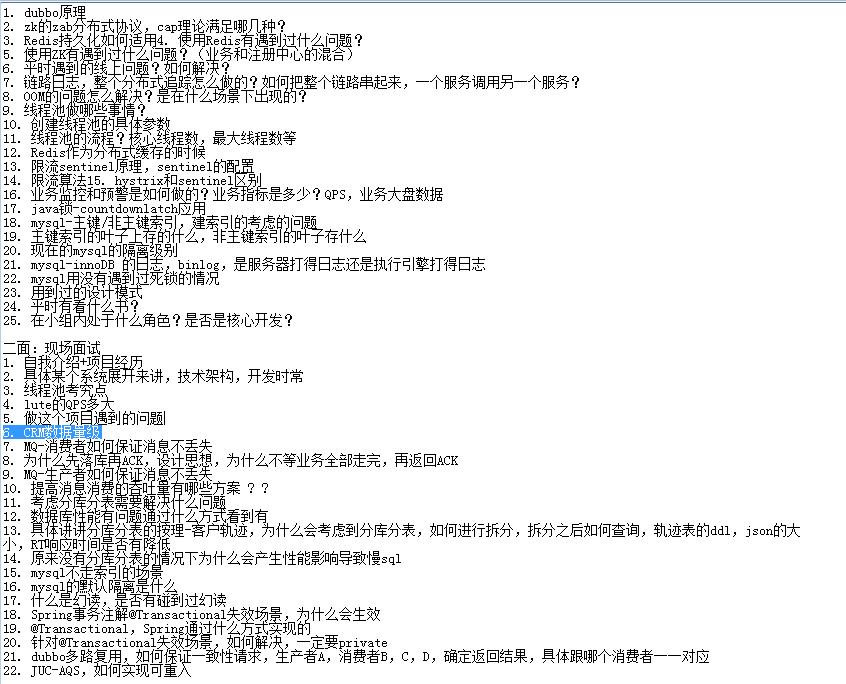 1. dubbo原理
2. zk的zab分布式协议，cap理论满足哪几种？
3. Redis持久化如何适用4. 使用Redis有遇到过什么问题？
5. 使用ZK有遇到过什么问题？（业务和注册中心的混合）
6. 平时遇到的线上问题？如何解决？
7. 链路日志，整个分布式追踪怎么做的？如何把整个链路串起来，一个服务调用另一个服务？
8. OOM的问题怎么解决？是在什么场景下出现的？
9. 线程池做哪些事情？
10. 创建线程池的具体参数
11. 线程池的流程？核心线程数，最大线程数等
12. Redis作为分布式缓存的时候
13. 限流sentinel原理，sentinel的配置
14. 限流算法15. hystrix和sentinel区别
16. 业务监控和预警是如何做的？业务指标是多少？QPS，业务大盘数据
17. java锁-countdownlatch应用
18. mysql-主键/非主键索引，建索引的考虑的问题
19. 主键索引的叶子上存的什么，非主键索引的叶子存什么
20. 现在的mysql的隔离级别
21. mysql-innoDB 的日志，binlog，是服务器打得日志还是执行引擎打得日志
22. mysql用没有遇到过死锁的情况
23. 用到过的设计模式
24. 平时有看什么书？
25. 在小组内处于什么角色？是否是核心开发？
二面：现场面试
1. 自我介绍+项目经历
2. 具体某个系统展开来讲，技术架构，开发时常
3. 线程池考究点
4. lute的QPS多大
5. 做这个项目遇到的问题
6. CRM数据量级
7. MQ-消费者如何保证消息不丢失
8. 为什么先落库再ACK，设计思想，为什么不等业务全部走完，再返回ACK
9. MQ-生产者如何保证消息不丢失
10. 提高消息消费的吞吐量有哪些方案 ？？
11. 考虑分库分表需要解决什么问题
12. 数据库性能有问题通过什么方式看到有
13. 具体讲讲分库分表的按理-客户轨迹，为什么会考虑到分库分表，如何进行拆分，拆分之后如何查询，轨迹表的ddl，json的大
小，RT响应时间是否有降低
14. 原来没有分库分表的情况下为什么会产生性能影响导致慢sql
15. mysql不走索引的场景
16. mysql的默认隔离是什么
17. 什么是幻读，是否有碰到过幻读
18. Spring事务注解@Transactional失效场景，为什么会生效
19. @Transactional，Spring通过什么方式实现的
20. 针对@Transactional失效场景，如何解决，一定要private
21. dubbo多路复用，如何保证一致性请求，生产者A，消费者B，C，D，确定返回结果，具体跟哪个消费者一一对应
22. JUC-AQS，如何实现可重入